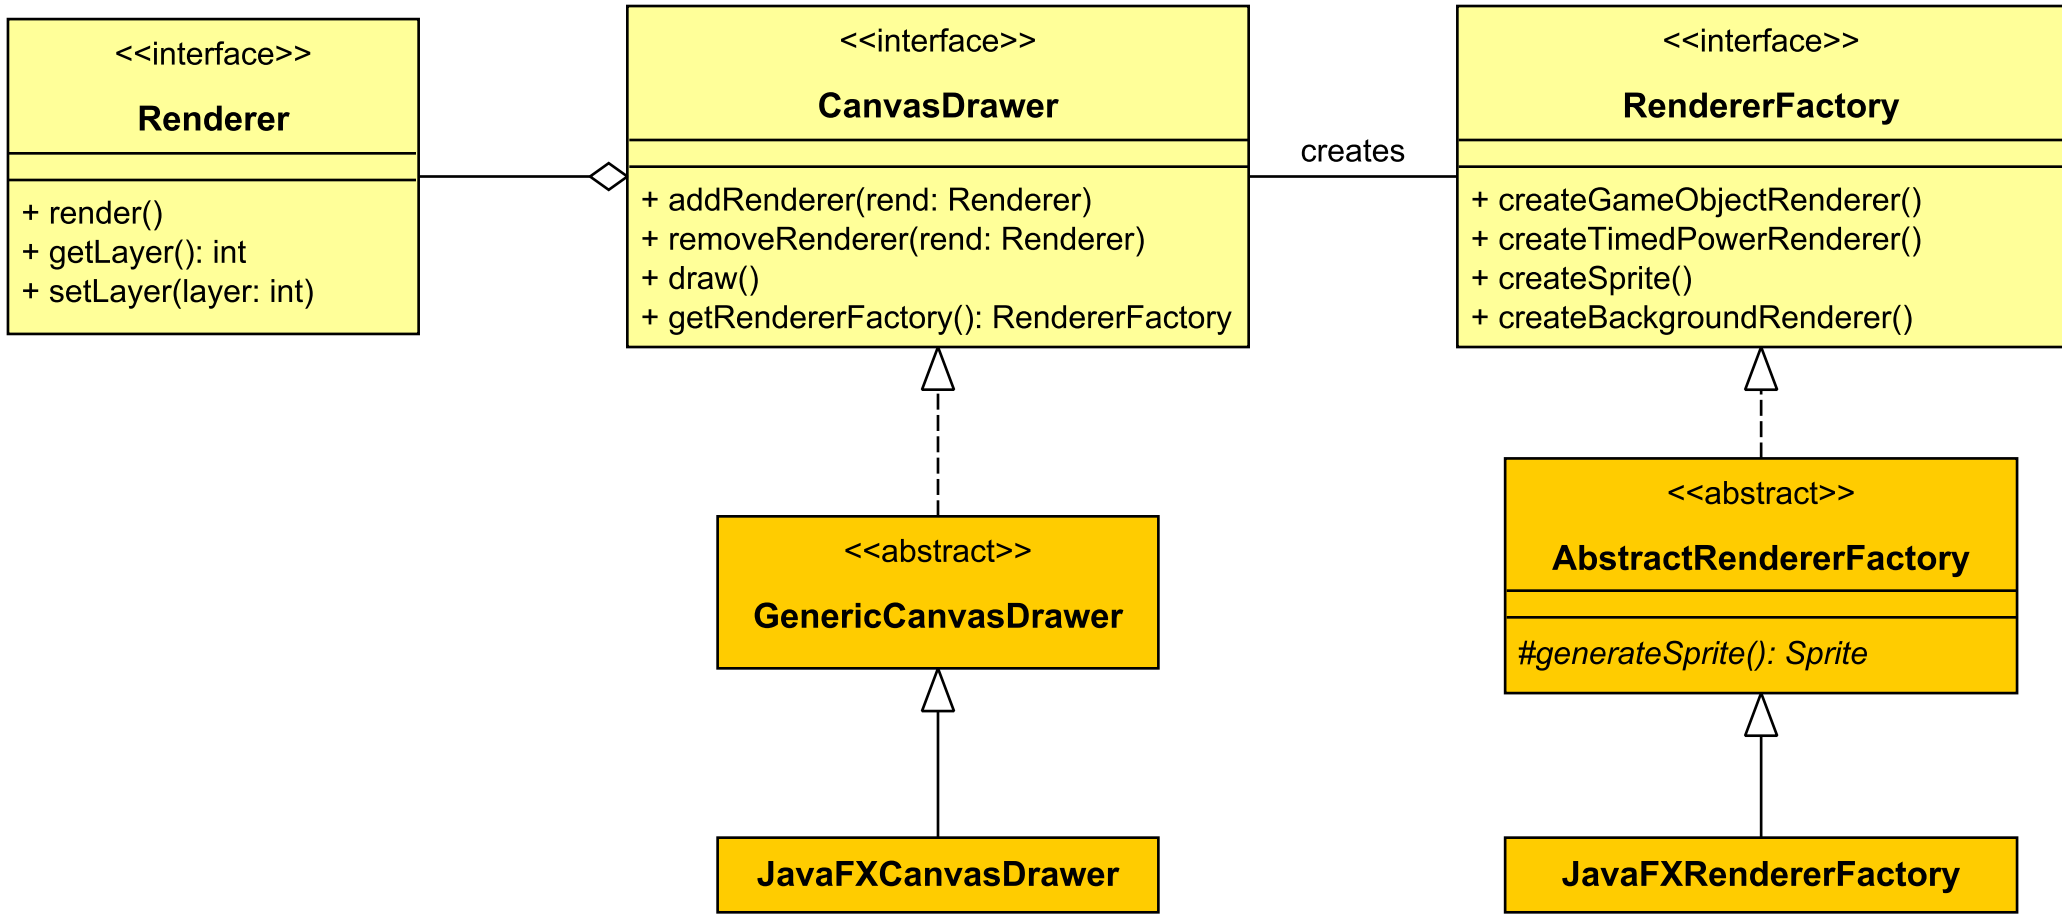 <<interface>>
Renderer
+ render()
+ getLayer(): int
+ setLayer(layer: int)
<<interface>>
CanvasDrawer
+ addRenderer(rend: Renderer)
+ removeRenderer(rend: Renderer)
+ draw()
+ getRendererFactory(): RendererFactory
creates
<<interface>>
RendererFactory
+ createGameObjectRenderer()
+ createTimedPowerRenderer()
+ createSprite()
+ createBackgroundRenderer()
<<abstract>>
GenericCanvasDrawer
<<abstract>>
AbstractRendererFactory
#generateSprite(): Sprite
JavaFXCanvasDrawer
JavaFXRendererFactory